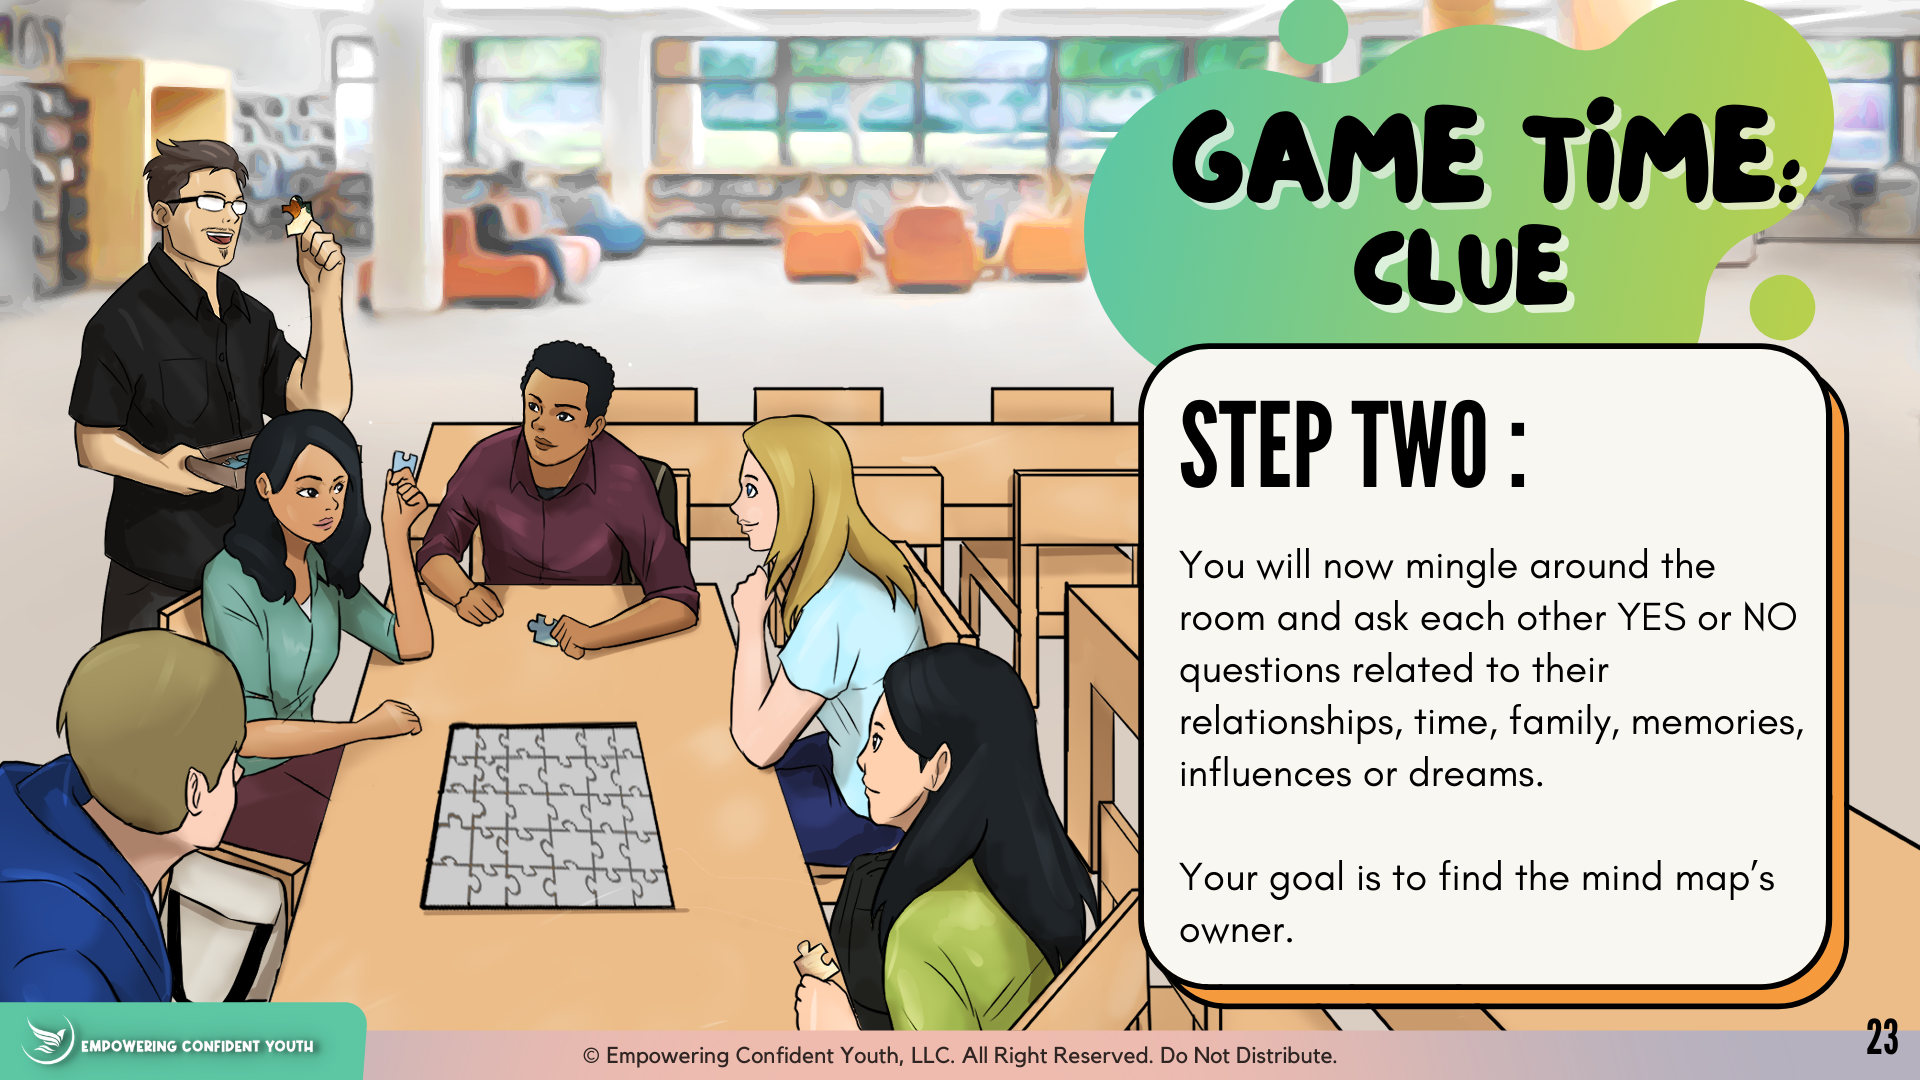 GAME TIME:
CLUE
STEP TWO :
You will now mingle around the
room and ask each other YES or NO
questions related to their
relationships, time, family, memories,
influences or dreams.
Your goal is to find the mind map’s
owner.
EMPOWERING CONFIDENT YOUTH
© Empowering Confident Youth, LLC. All Right Reserved. Do Not Distribute.
23